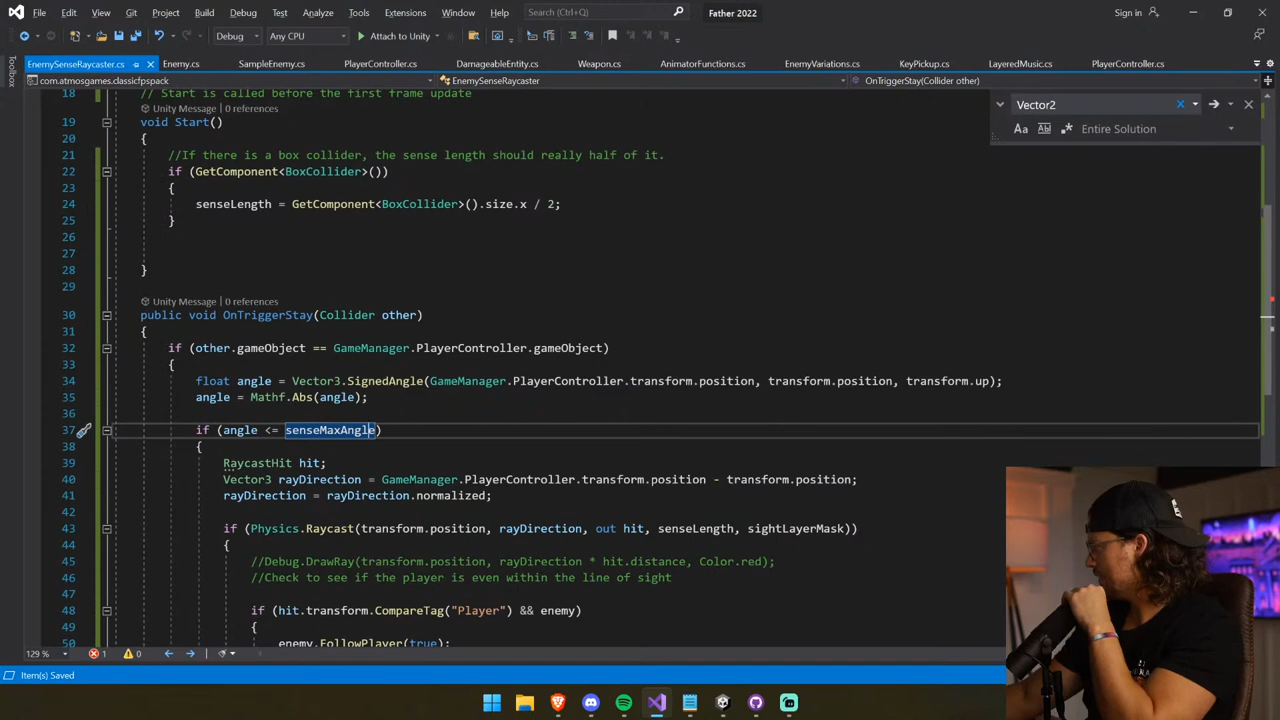 File Edit View Git Project Build Debug Test Analyze Tools Extensions Window Help Search (Ctrl+Q) Father 2022 Sign in
Debug Any CPU Attach to Unity
EnemySenseRaycaster.cs Enemy.cs SampleEnemy.cs PlayerController.cs DamageableEntity.cs Weapon.cs AnimatorFunctions.cs EnemyVariations.cs KeyPickup.cs LayeredMusic.cs PlayerController.cs
Toolbox
com.atmosgames.classicfpspack EnemySenseRaycaster OnTriggerStay(Collider other)
Vector2
Entire Solution
18 // Start is called before the first frame update
Unity Message | 0 references
19 void Start()
20 {
21 //If there is a box collider, the sense length should really half of it.
22 if (GetComponent<BoxCollider>())
23 {
24 senseLength = GetComponent<BoxCollider>().size.x / 2;
25 }
26
27
28 }
29
Unity Message | 0 references
30 public void OnTriggerStay(Collider other)
31 {
32 if (other.gameObject == GameManager.PlayerController.gameObject)
33 {
34 float angle = Vector3.SignedAngle(GameManager.PlayerController.transform.position, transform.position, transform.up);
35 angle = Mathf.Abs(angle);
36
37 if (angle <= senseMaxAngle)
38 {
39 RaycastHit hit;
40 Vector3 rayDirection = GameManager.PlayerController.transform.position - transform.position;
41 rayDirection = rayDirection.normalized;
42
43 if (Physics.Raycast(transform.position, rayDirection, out hit, senseLength, sightLayerMask))
44 {
45 //Debug.DrawRay(transform.position, rayDirection * hit.distance, Color.red);
46 //Check to see if the player is even within the line of sight
47
48 if (hit.transform.CompareTag("Player") && enemy)
49 {
50 enemy.FollowPlayer(true);
129 % 1 0
Item(s) Saved